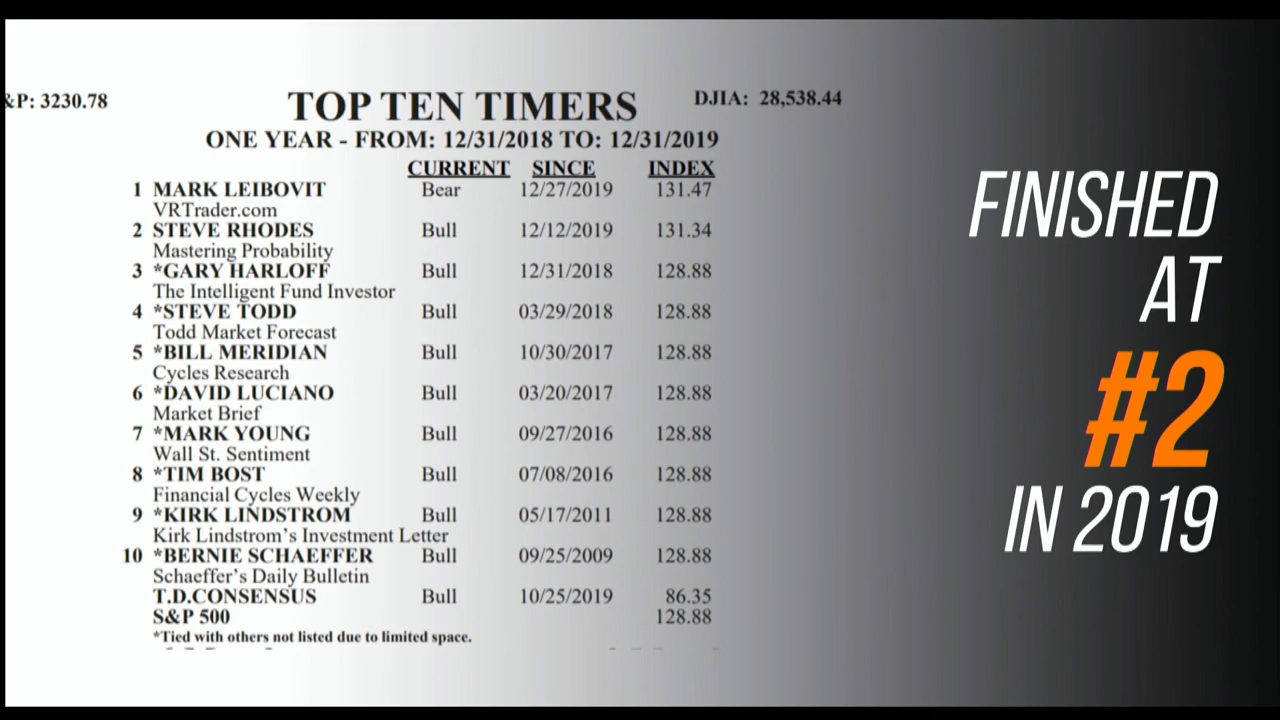 &P: 3230.78
TOP TEN TIMERS
DJIA: 28,538.44
ONE YEAR - FROM: 12/31/2018 TO: 12/31/2019
CURRENT SINCE INDEX
1 MARK LEIBOVIT Bear 12/27/2019 131.47
VRTrader.com
2 STEVE RHODES Bull 12/12/2019 131.34
Mastering Probability
3 *GARY HARLOFF Bull 12/31/2018 128.88
The Intelligent Fund Investor
4 *STEVE TODD Bull 03/29/2018 128.88
Todd Market Forecast
5 *BILL MERIDIAN Bull 10/30/2017 128.88
Cycles Research
6 *DAVID LUCIANO Bull 03/20/2017 128.88
Market Brief
7 *MARK YOUNG Bull 09/27/2016 128.88
Wall St. Sentiment
8 *TIM BOST Bull 07/08/2016 128.88
Financial Cycles Weekly
9 *KIRK LINDSTROM Bull 05/17/2011 128.88
Kirk Lindstrom's Investment Letter
10 *BERNIE SCHAEFFER Bull 09/25/2009 128.88
Schaeffer's Daily Bulletin
T.D.CONSENSUS Bull 10/25/2019 86.35
S&P 500 128.88
*Tied with others not listed due to limited space.
FINISHED
AT
#2
IN 2019